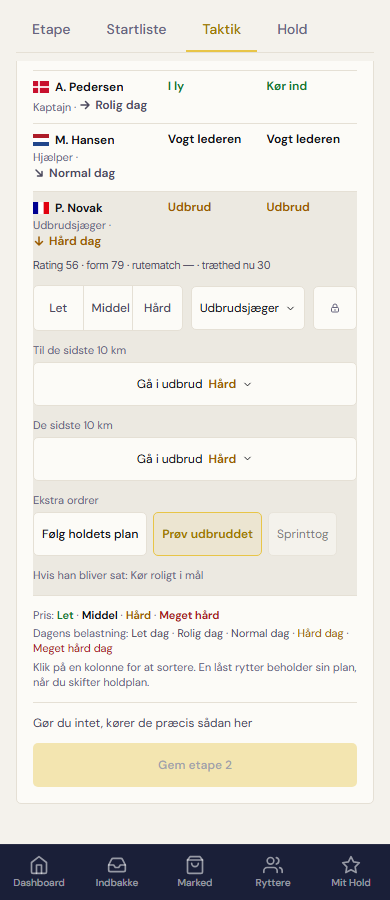 Etape Startliste Taktik Hold
A. Pedersen I ly Kør ind
Kaptajn · → Rolig dag
M. Hansen Vogt lederen Vogt lederen
Hjælper ·
↘ Normal dag
P. Novak Udbrud Udbrud
Udbrudsjæger ·
↓ Hård dag
Rating 56 · form 79 · rutematch — · træthed nu 30
Let Middel Hård Udbrudsjæger
Til de sidste 10 km
Gå i udbrud Hård
De sidste 10 km
Gå i udbrud Hård
Ekstra ordrer
Følg holdets plan Prøv udbruddet Sprinttog
Hvis han bliver sat: Kør roligt i mål
Pris: Let · Middel · Hård · Meget hård
Dagens belastning: Let dag · Rolig dag · Normal dag · Hård dag ·
Meget hård dag
Klik på en kolonne for at sortere. En låst rytter beholder sin plan,
når du skifter holdplan.
Gør du intet, kører de præcis sådan her
Gem etape 2
Dashboard Indbakke Marked Ryttere Mit Hold